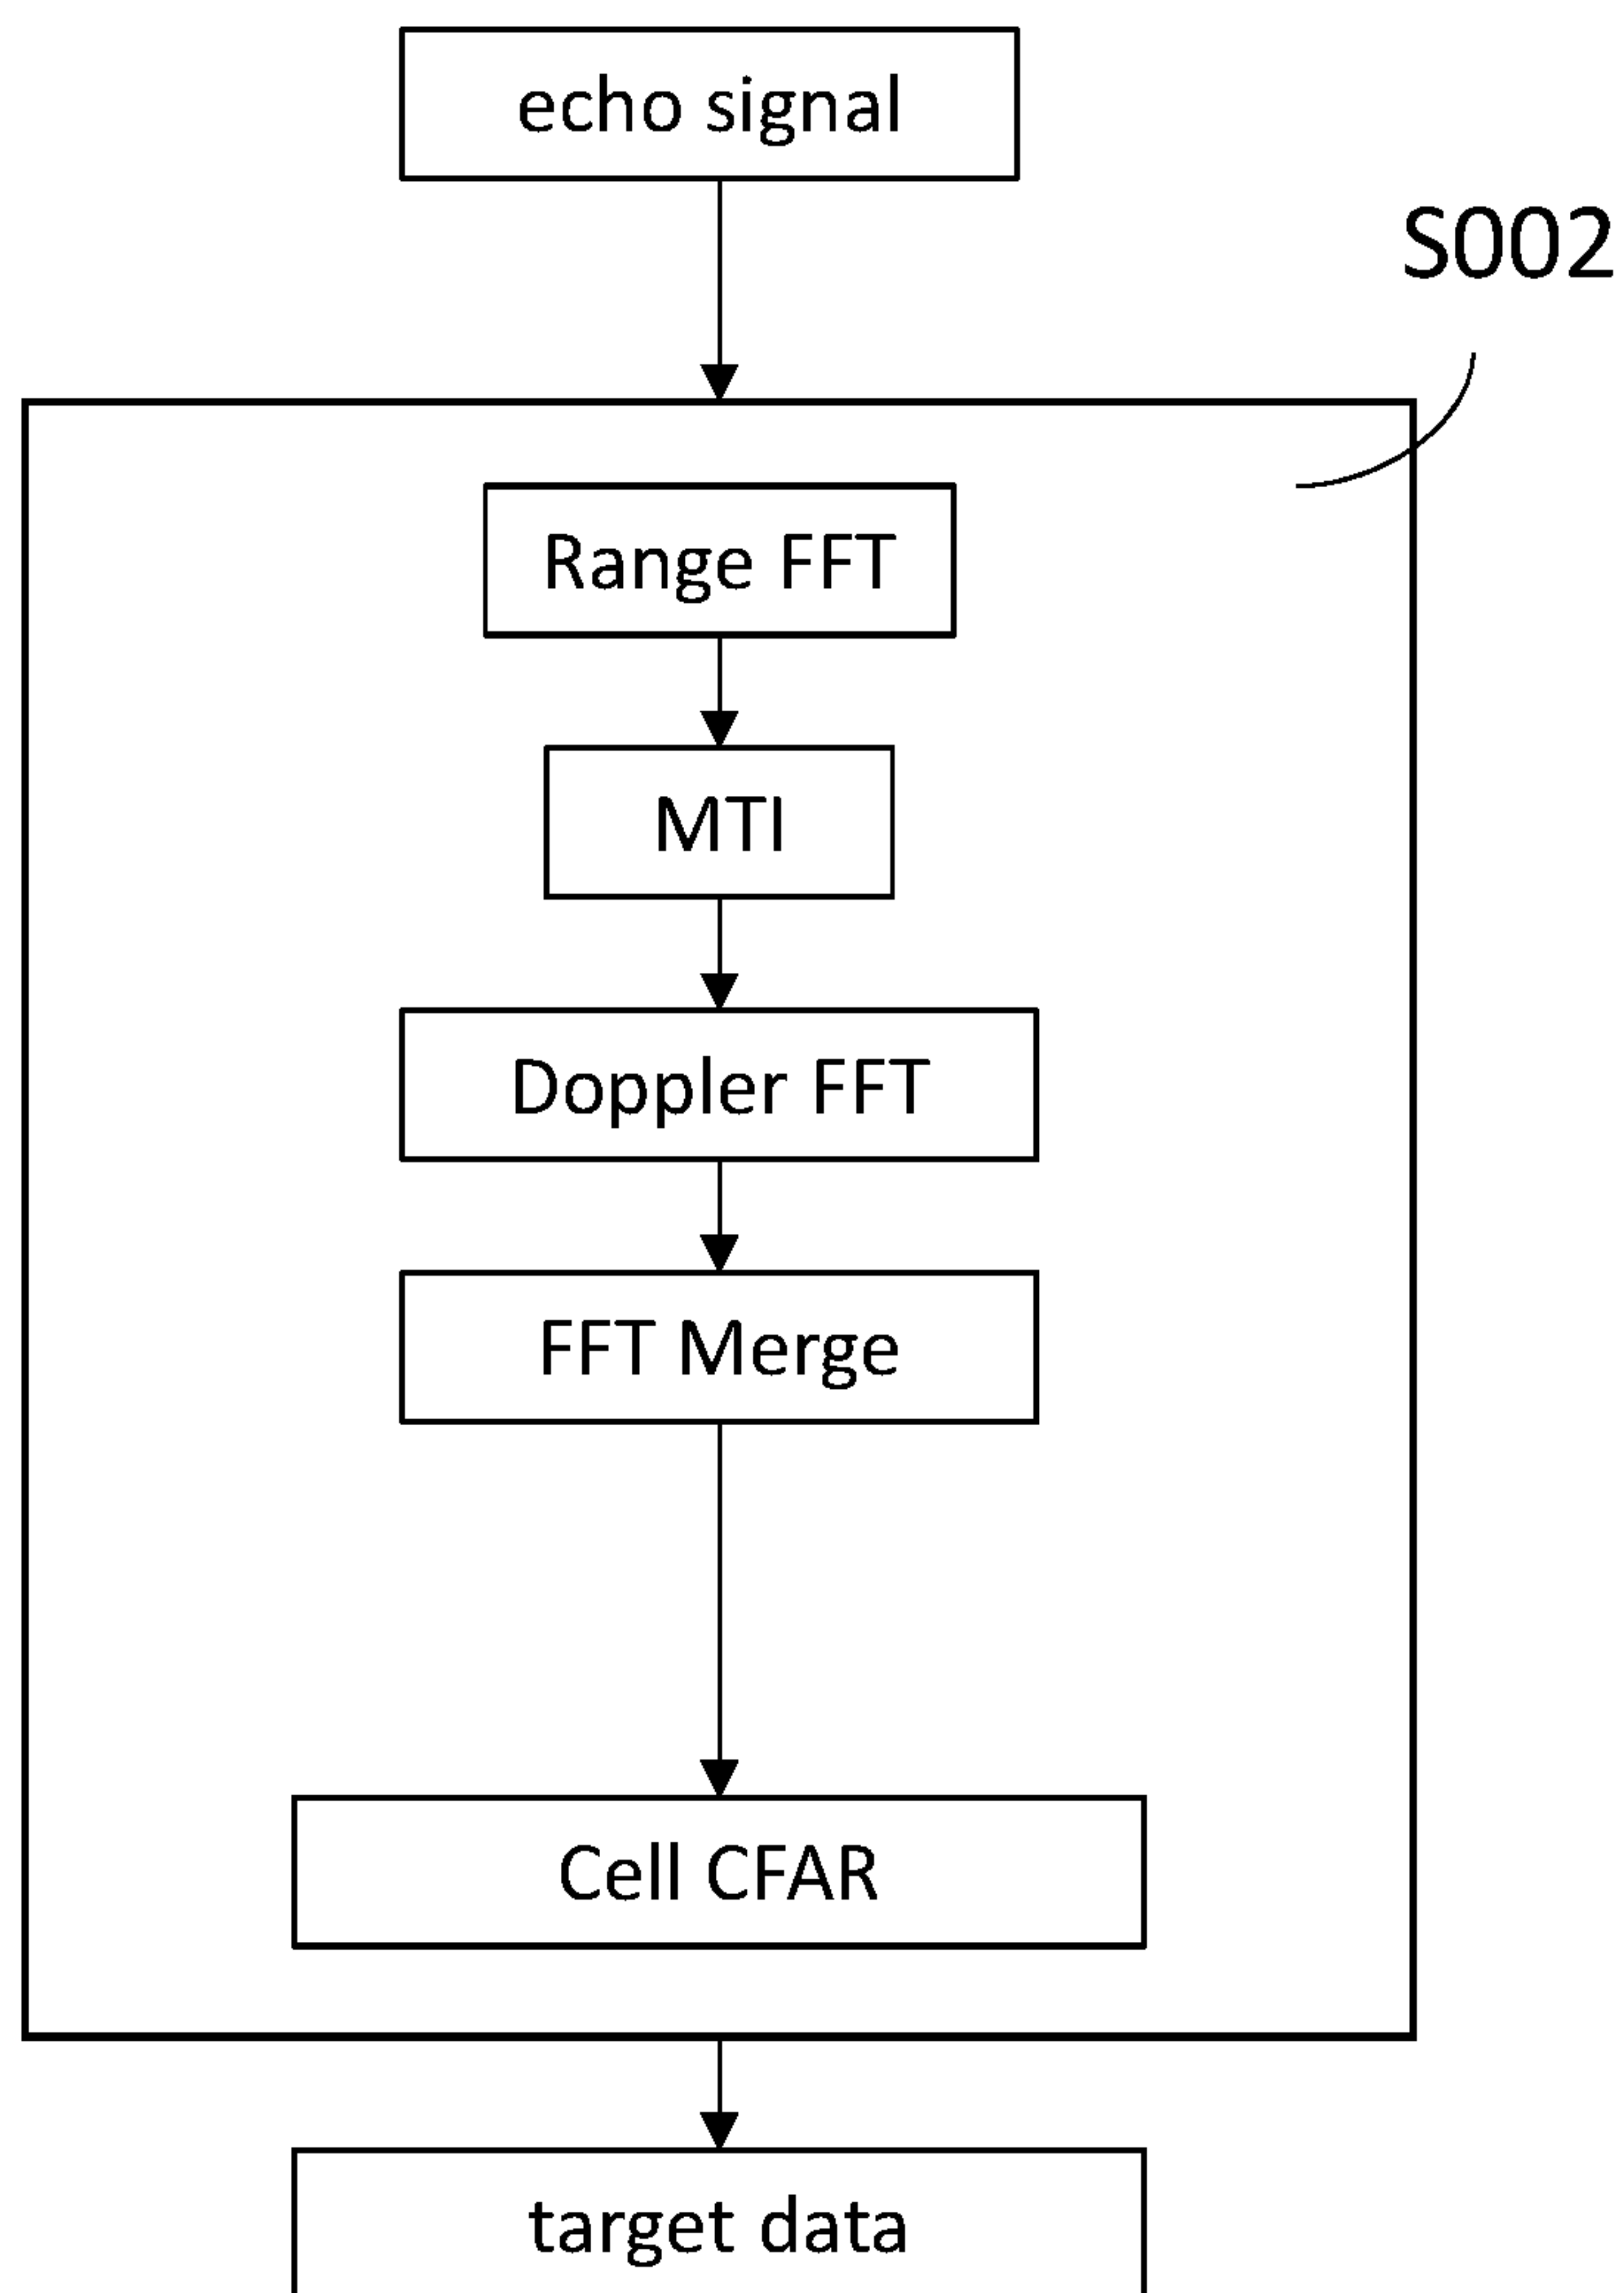 echo signal
S002
Range FFT
MTI
Doppler FFT
FFT Merge
Cell CFAR
target data